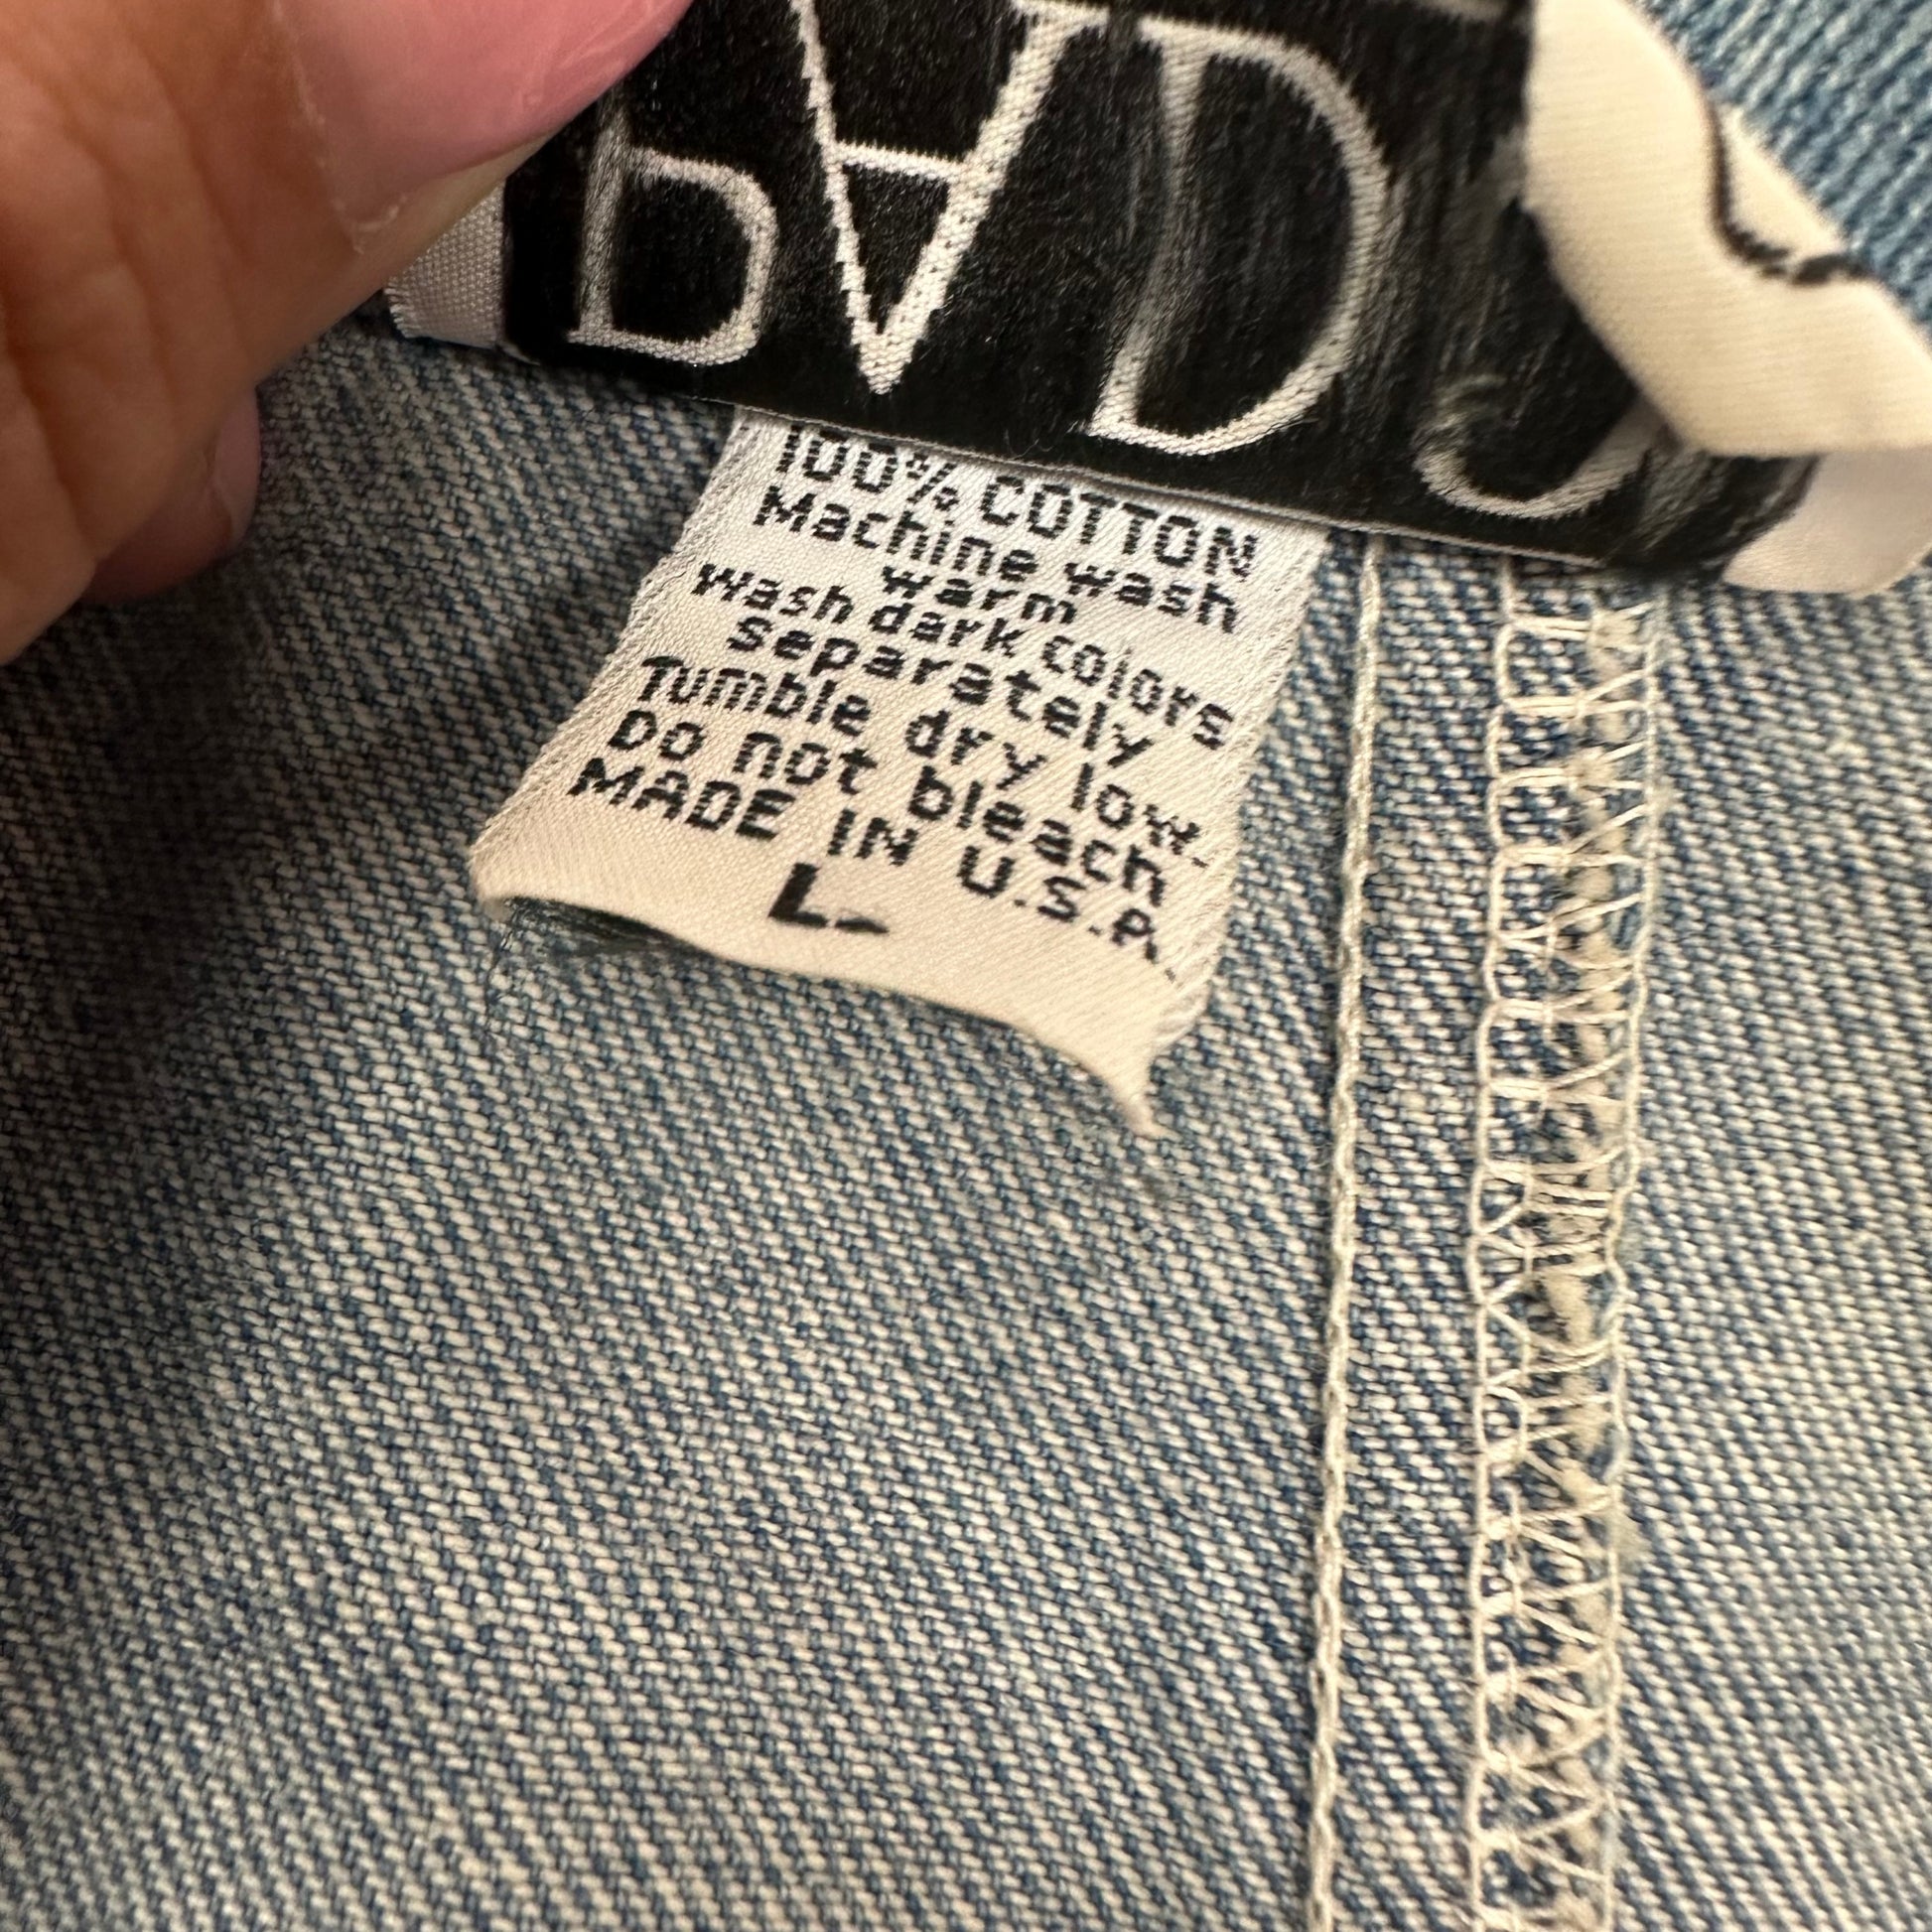 100% COTTON
Machine wash
warm
wash dark colors
separately
Tumble dry low.
Do not bleach
MADE IN U.S.A.
L